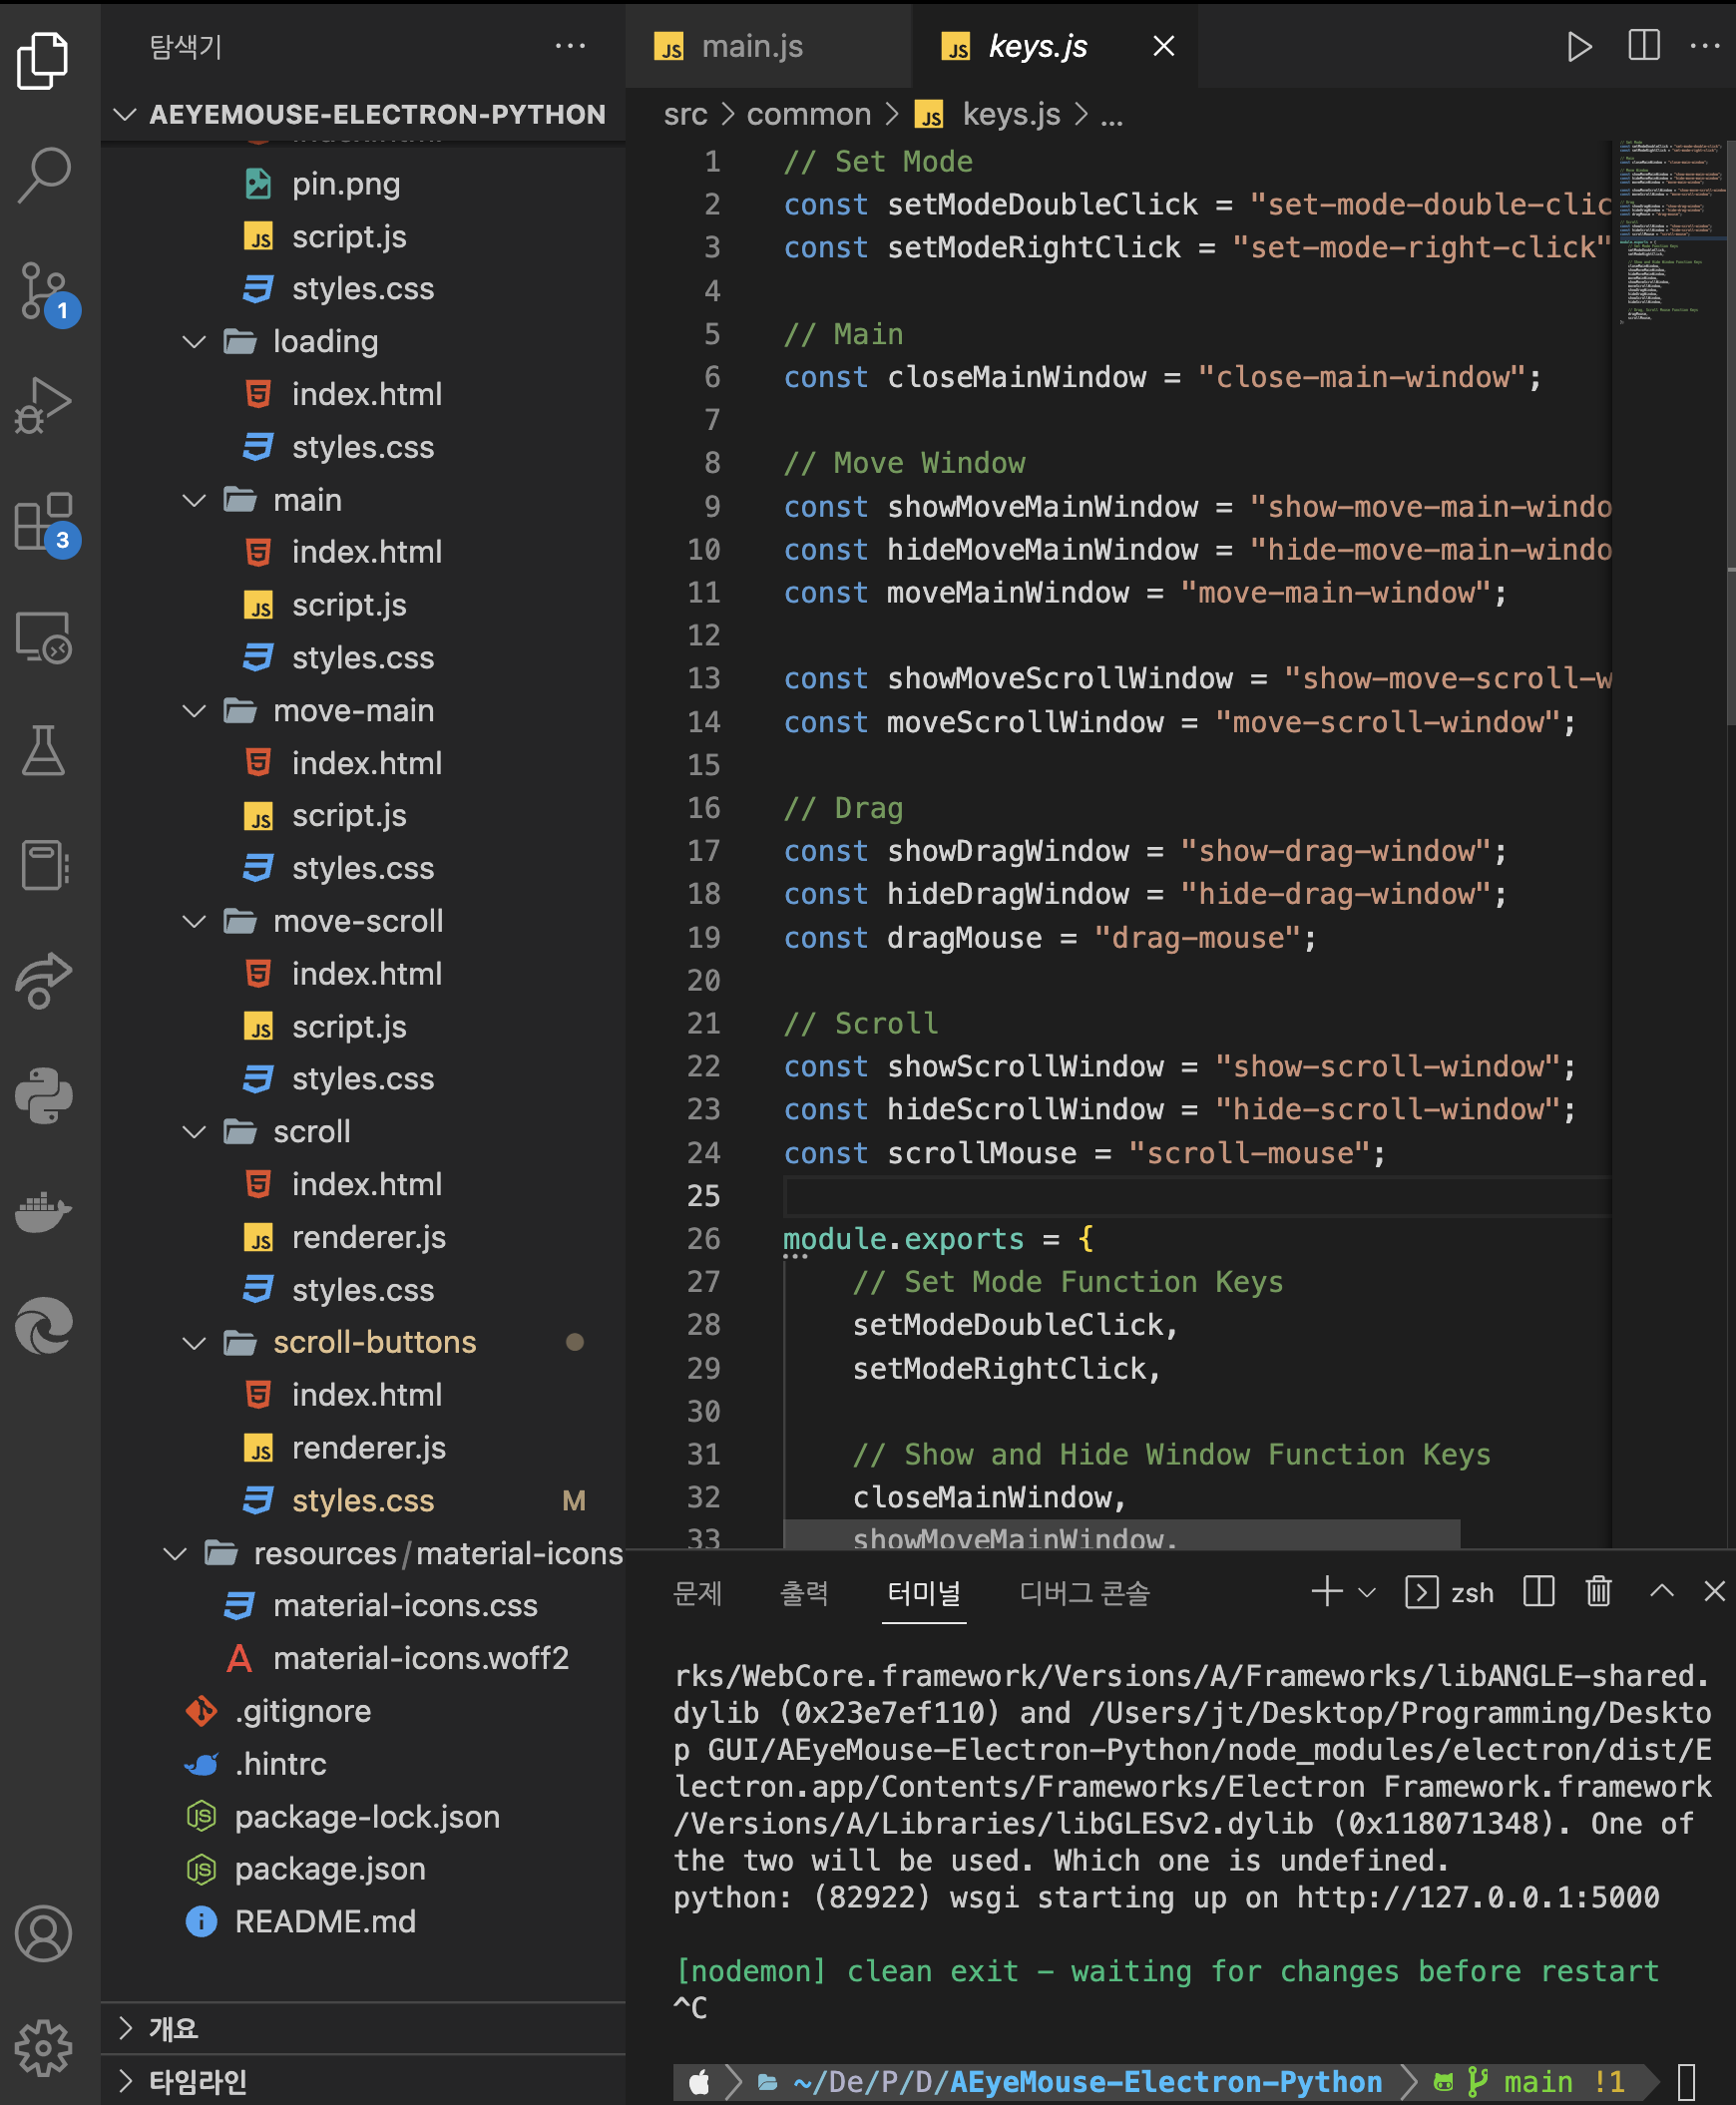 탐색기
AEYEMOUSE-ELECTRON-PYTHON
pin.png
script.js
styles.css
loading
index.html
styles.css
main
index.html
script.js
styles.css
move-main
index.html
script.js
styles.css
move-scroll
index.html
script.js
styles.css
scroll
index.html
renderer.js
styles.css
scroll-buttons
index.html
renderer.js
styles.css M
resources/material-icons
material-icons.css
material-icons.woff2
.gitignore
.hintrc
package-lock.json
package.json
README.md
개요
타임라인
1
3
main.js
keys.js
src > common > keys.js > ...
1 // Set Mode
2 const setModeDoubleClick = "set-mode-double-clic
3 const setModeRightClick = "set-mode-right-click"
4
5 // Main
6 const closeMainWindow = "close-main-window";
7
8 // Move Window
9 const showMoveMainWindow = "show-move-main-windo
10 const hideMoveMainWindow = "hide-move-main-windo
11 const moveMainWindow = "move-main-window";
12
13 const showMoveScrollWindow = "show-move-scroll-w
14 const moveScrollWindow = "move-scroll-window";
15
16 // Drag
17 const showDragWindow = "show-drag-window";
18 const hideDragWindow = "hide-drag-window";
19 const dragMouse = "drag-mouse";
20
21 // Scroll
22 const showScrollWindow = "show-scroll-window";
23 const hideScrollWindow = "hide-scroll-window";
24 const scrollMouse = "scroll-mouse";
25
26 module.exports = {
27 // Set Mode Function Keys
28 setModeDoubleClick,
29 setModeRightClick,
30
31 // Show and Hide Window Function Keys
32 closeMainWindow,
33 showMoveMainWindow,
문제 출력 터미널 디버그 콘솔 zsh
rks/WebCore.framework/Versions/A/Frameworks/libANGLE-shared.
dylib (0x23e7ef110) and /Users/jt/Desktop/Programming/Deskto
p GUI/AEyeMouse-Electron-Python/node_modules/electron/dist/E
lectron.app/Contents/Frameworks/Electron Framework.framework
/Versions/A/Libraries/libGLESv2.dylib (0x118071348). One of
the two will be used. Which one is undefined.
python: (82922) wsgi starting up on http://127.0.0.1:5000
[nodemon] clean exit - waiting for changes before restart
^C
~/De/P/D/AEyeMouse-Electron-Python main !1